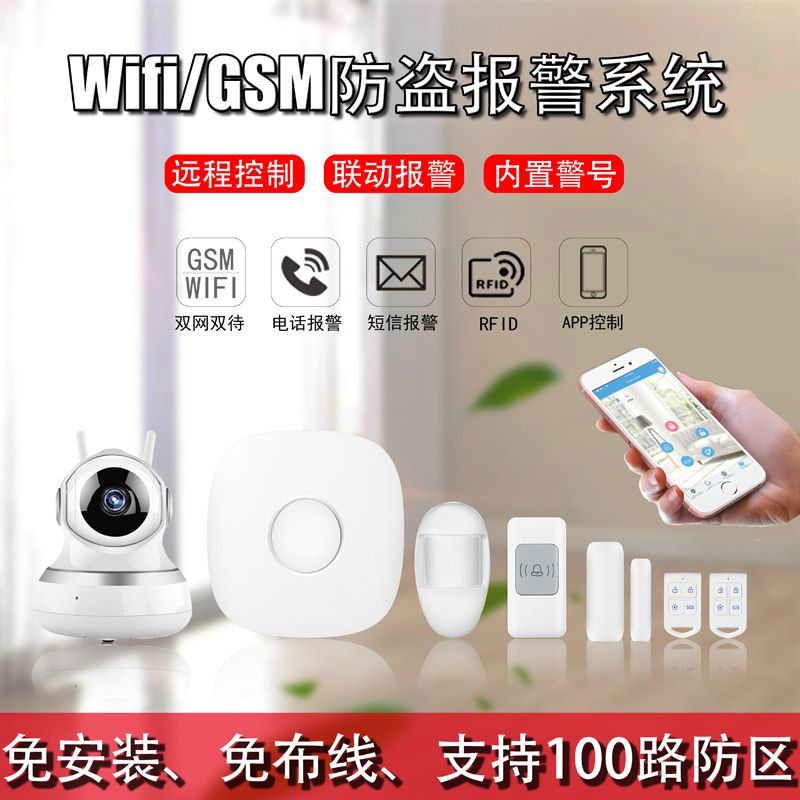 Wifi/GSM防盗报警系统
远程控制 联动报警 内置警号
GSM
WIFI
RFID
双网双待 电话报警 短信报警 RFID APP控制
SOS SOS
免安装、免布线、支持100路防区